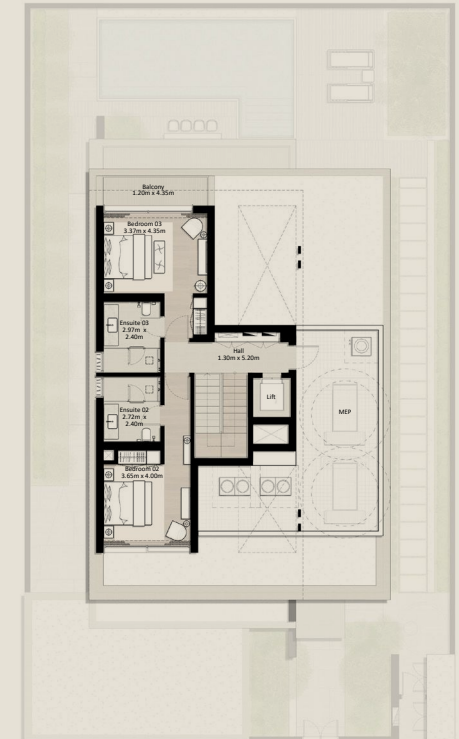 Balcony
1.20m x 4.35m
Bedroom 03
3.37m x 4.35m
Ensuite 03
2.97m x
2.40m
Hall
1.30m x 5.20m
Lift
MEP
Ensuite 02
2.72m x
2.40m
Bedroom 02
3.65m x 4.00m